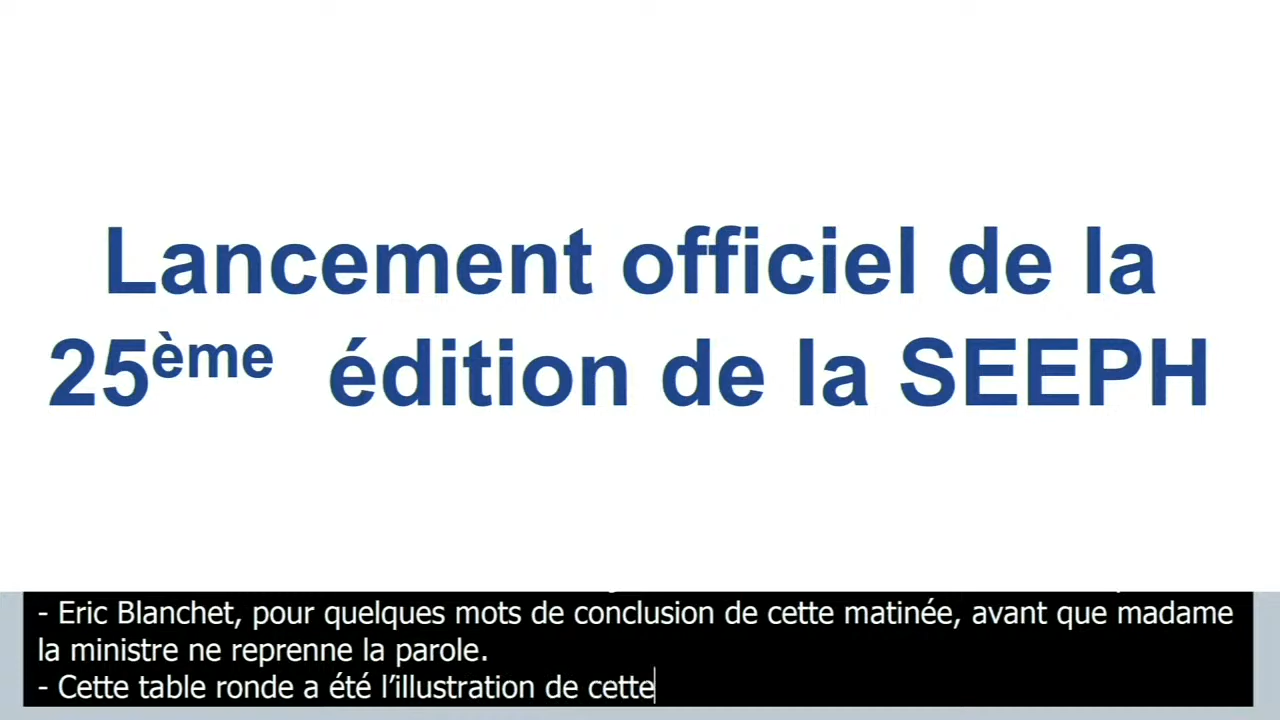 Lancement officiel de la
25ème édition de la SEEPH
- Eric Blanchet, pour quelques mots de conclusion de cette matinée, avant que madame
la ministre ne reprenne la parole.
- Cette table ronde a été l’illustration de cette